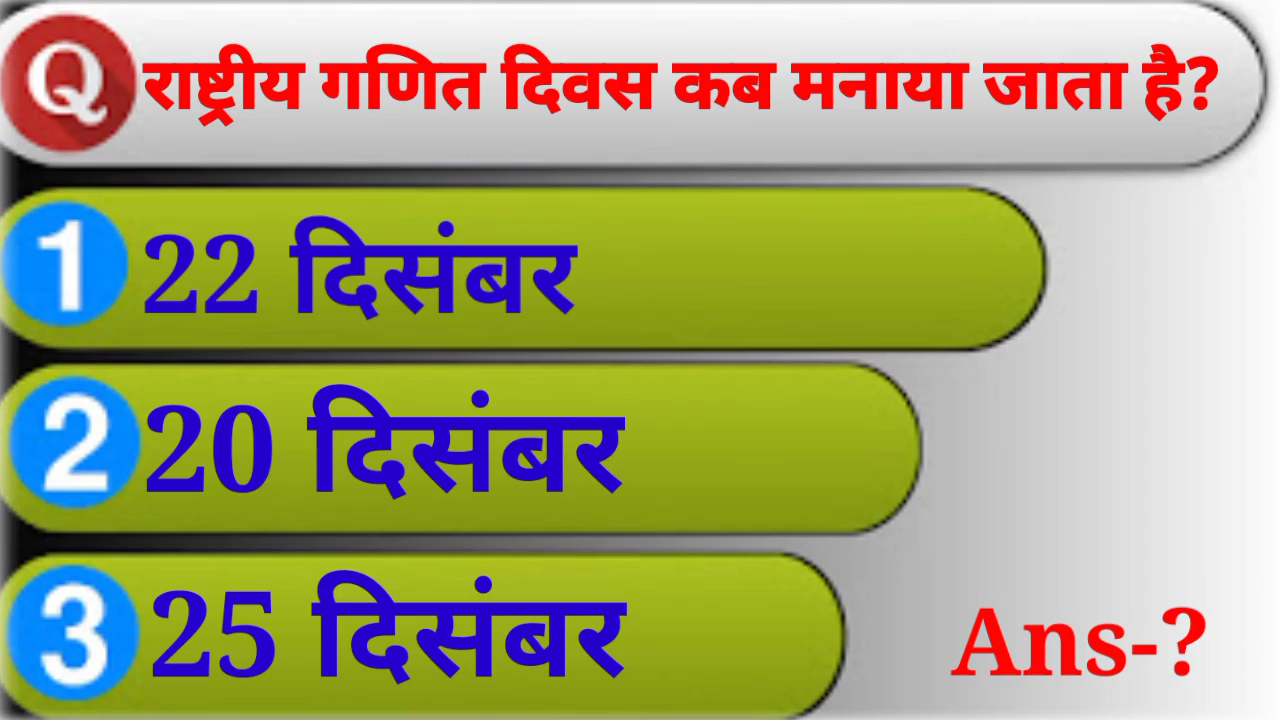 Q राष्ट्रीय गणित दिवस कब मनाया जाता है?
1 22 दिसंबर
2 20 दिसंबर
3 25 दिसंबर
Ans-?